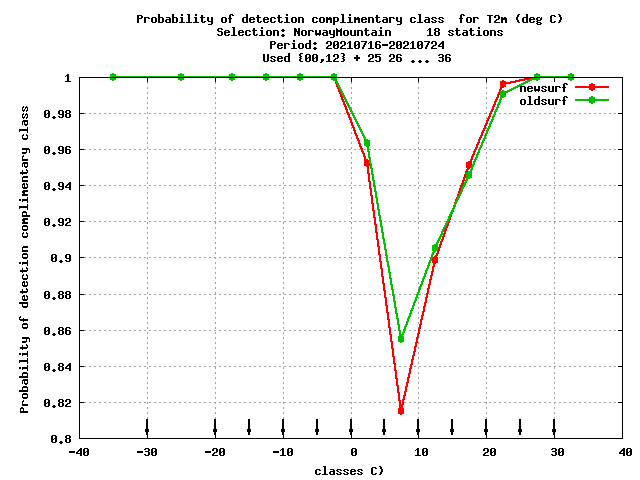 Probability of detection complimentary class  for T2m (deg C)
Selection: NorwayMountain     18 stations
Period: 20210716-20210724
Used {00,12} + 25 26 ... 36
newsurf
oldsurf
Probability of detection complimentary class
1
0.98
0.96
0.94
0.92
0.9
0.88
0.86
0.84
0.82
0.8
-40 -30 -20 -10 0 10 20 30 40
classes C)